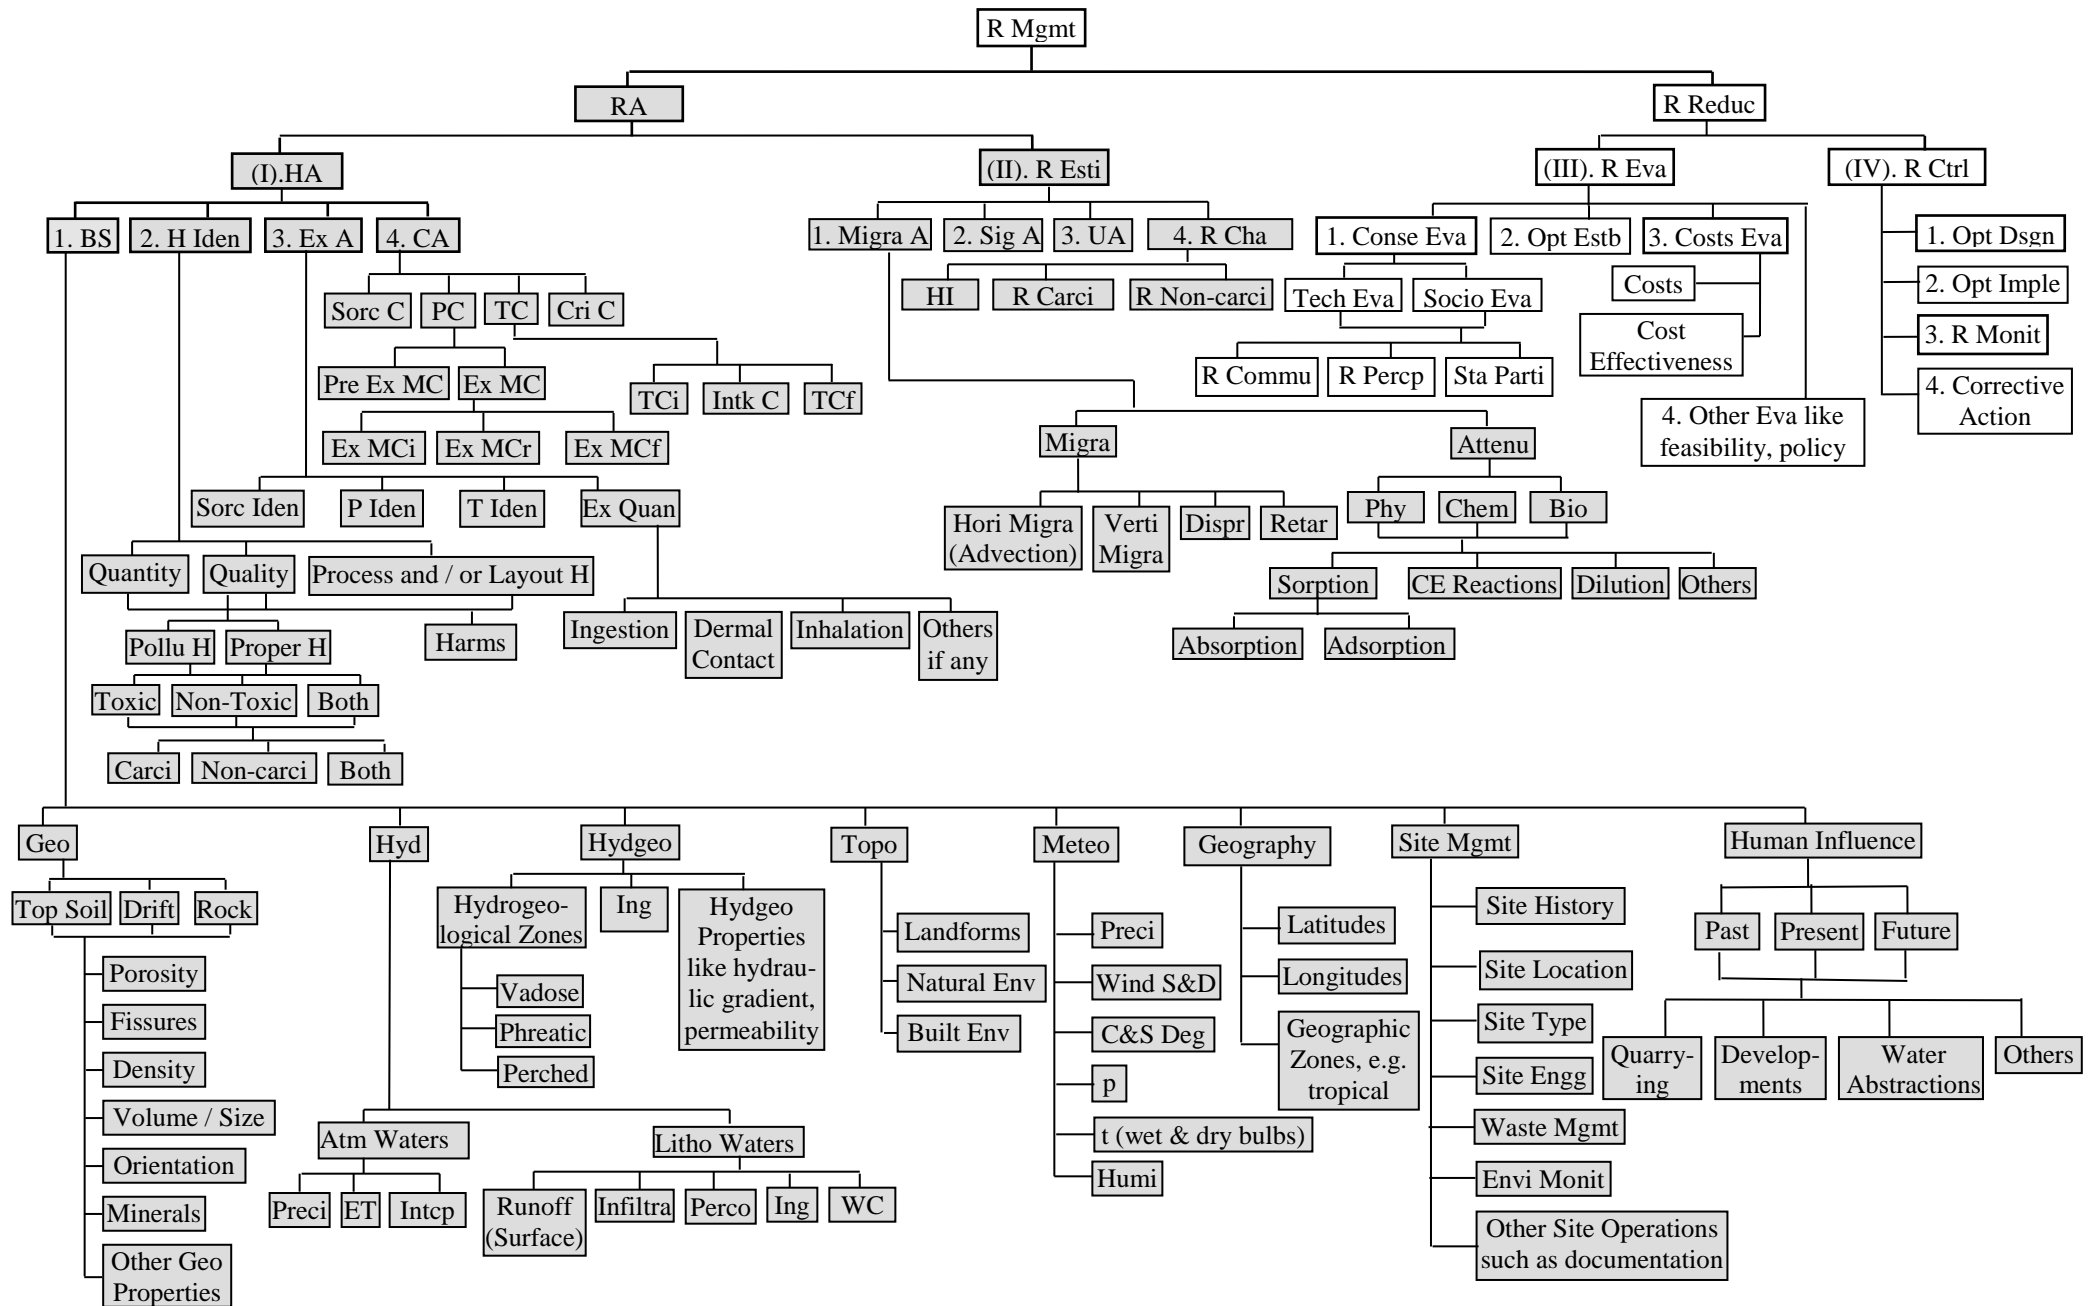 R Mgmt
RA
R Reduc
(I).HA
(II). R Esti
(III). R Eva
(IV). R Ctrl
1. BS
2. H Iden
3. Ex A
4. CA
1. Migra A
2. Sig A
3. UA
4. R Cha
1. Conse Eva
2. Opt Estb
3. Costs Eva
1. Opt Dsgn
Sorc C
PC
TC
Cri C
HI
R Carci
R Non-carci
Tech Eva
Socio Eva
Costs
2. Opt Imple
Cost
Effectiveness
3. R Monit
Pre Ex MC
Ex MC
TCi
Intk C
TCf
R Commu
R Percp
Sta Parti
4. Corrective
Action
4. Other Eva like
feasibility, policy
Ex MCi
Ex MCr
Ex MCf
Migra
Attenu
Sorc Iden
P Iden
T Iden
Ex Quan
Hori Migra
(Advection)
Verti
Migra
Dispr
Retar
Phy
Chem
Bio
Quantity
Quality
Process and / or Layout H
Sorption
CE Reactions
Dilution
Others
Pollu H
Proper H
Harms
Ingestion
Dermal
Contact
Inhalation
Others
if any
Absorption
Adsorption
Toxic
Non-Toxic
Both
Carci
Non-carci
Both
Geo
Hyd
Hydgeo
Topo
Meteo
Geography
Site Mgmt
Human Influence
Top Soil
Drift
Rock
Porosity
Fissures
Density
Volume / Size
Orientation
Minerals
Other Geo
Properties
Hydrogeo-
logical Zones
Ing
Hydgeo
Properties
like hydrau-
lic gradient,
permeability
Vadose
Phreatic
Perched
Atm Waters
Litho Waters
Preci
ET
Intcp
Runoff
(Surface)
Infiltra
Perco
Ing
WC
Landforms
Natural Env
Built Env
Preci
Wind S&D
C&S Deg
p
t (wet & dry bulbs)
Humi
Latitudes
Longitudes
Geographic
Zones, e.g.
tropical
Site History
Site Location
Site Type
Site Engg
Waste Mgmt
Envi Monit
Other Site Operations
such as documentation
Past
Present
Future
Quarry-
ing
Develop-
ments
Water
Abstractions
Others